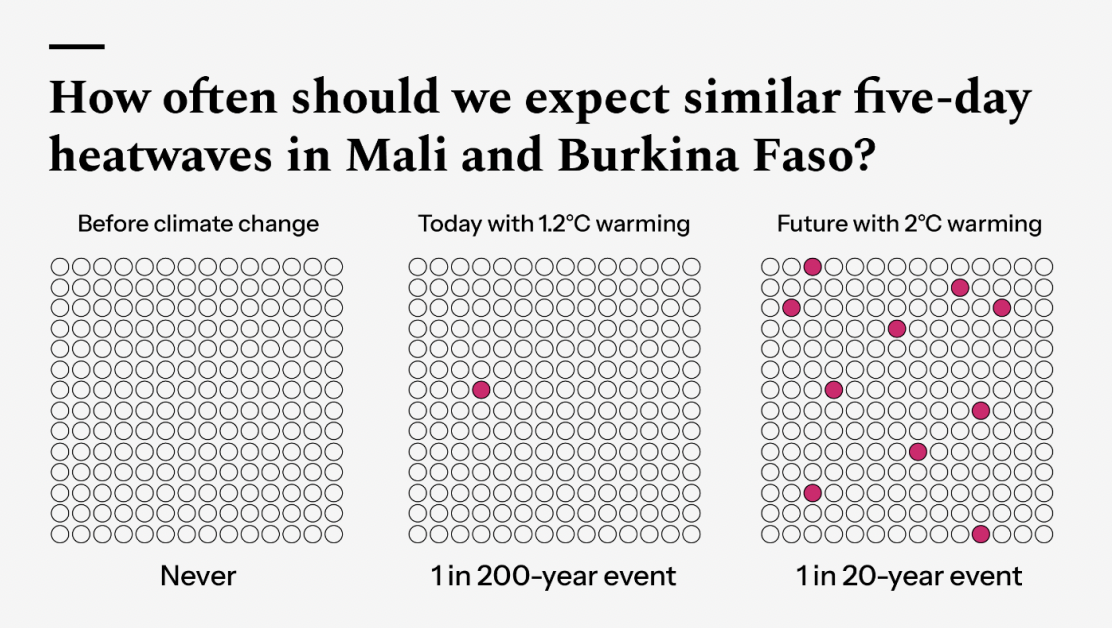 How often should we expect similar five-day
heatwaves in Mali and Burkina Faso?
Before climate change
Today with 1.2°C warming
Future with 2°C warming
Never
1 in 200-year event
1 in 20-year event